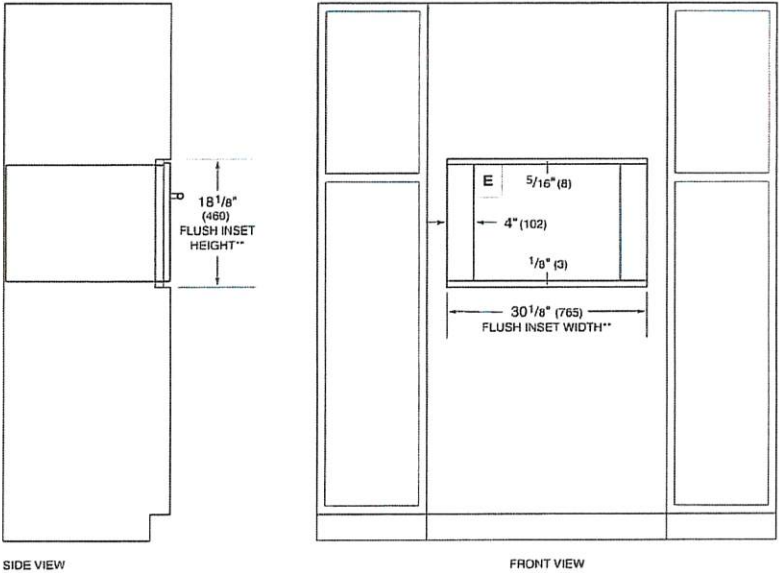 18 1/8"
(460)
FLUSH INSET
HEIGHT**
E
5/16" (8)
4" (102)
1/8" (3)
30 1/8" (765)
FLUSH INSET WIDTH**
SIDE VIEW
FRONT VIEW